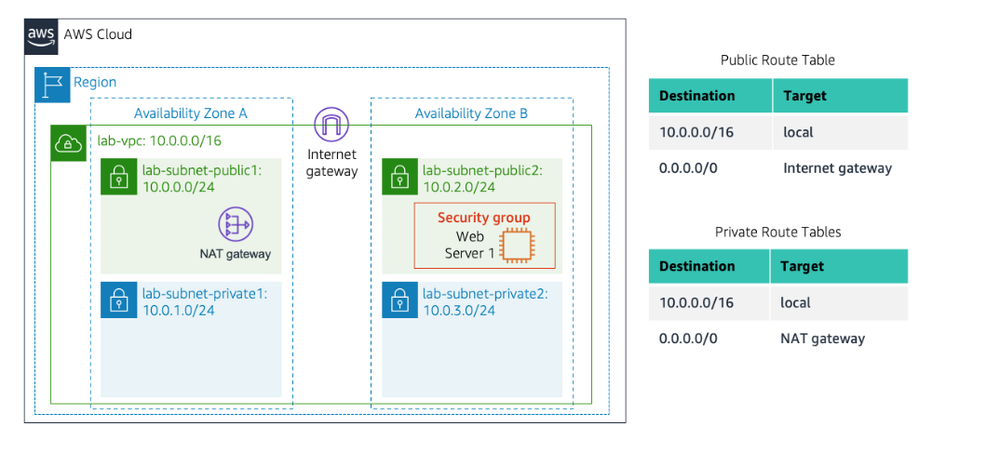 aws
AWS Cloud
Region
Availability Zone A
Availability Zone B
Internet
gateway
lab-vpc: 10.0.0.0/16
lab-subnet-public1:
10.0.0.0/24
NAT gateway
lab-subnet-public2:
10.0.2.0/24
Security group
Web
Server 1
lab-subnet-private1:
10.0.1.0/24
lab-subnet-private2:
10.0.3.0/24
Public Route Table
Destination Target
10.0.0.0/16 local
0.0.0.0/0 Internet gateway
Private Route Tables
Destination Target
10.0.0.0/16 local
0.0.0.0/0 NAT gateway